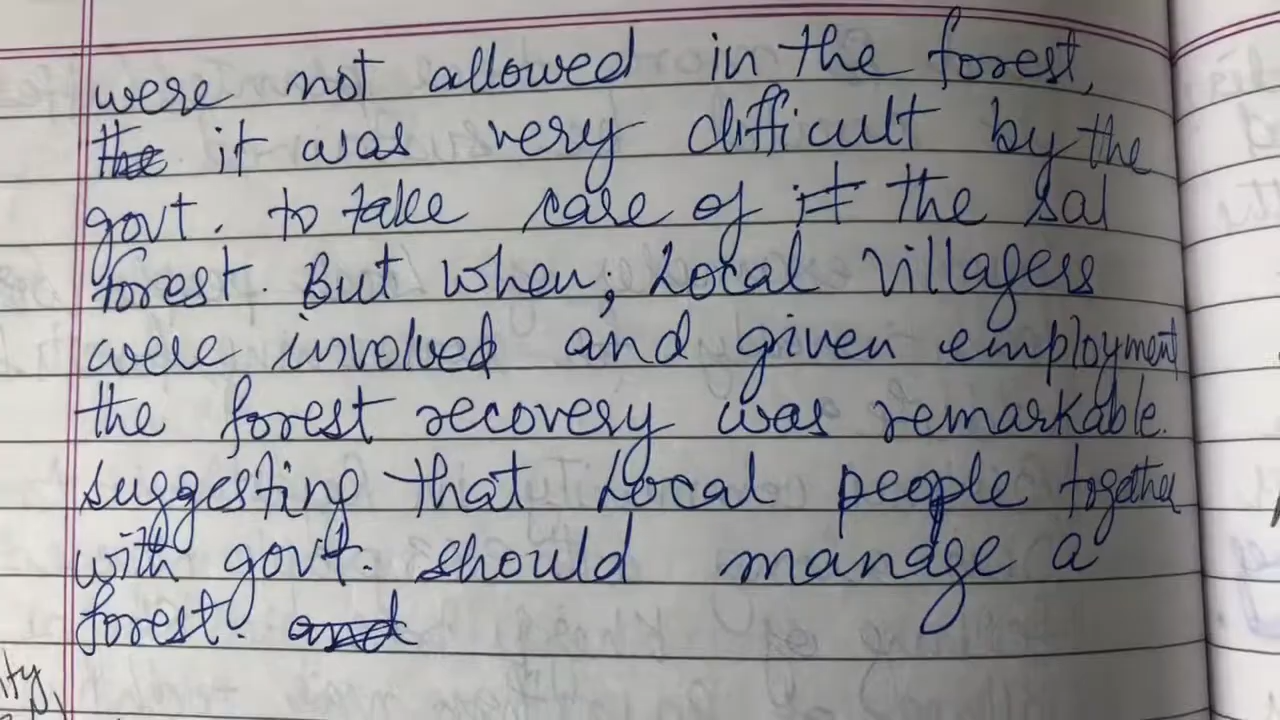 were not allowed in the forest,
it was very difficult by the
govt. to take care of the sal
forest. But when; Local villagers
were involved and given employment
the forest recovery was remarkable.
suggesting that Local people together
with govt. should manage a
forest.
ity